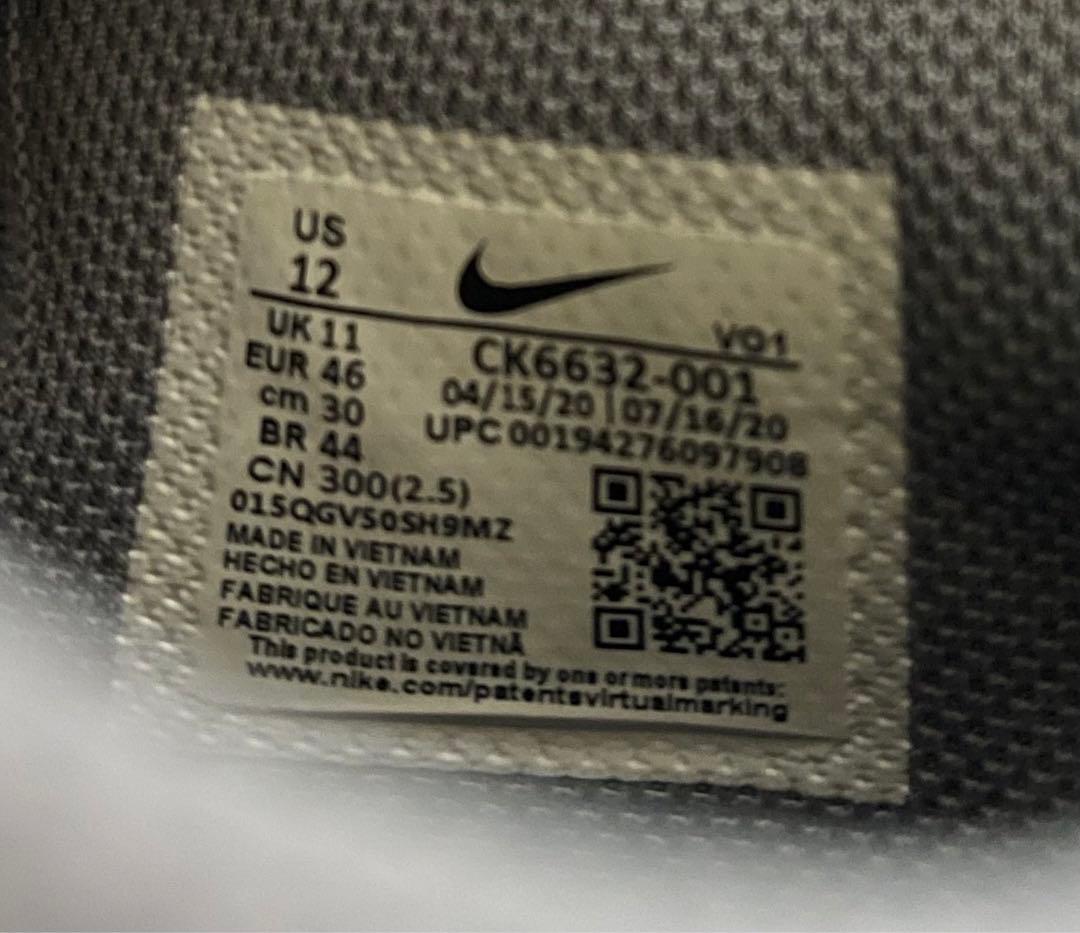 US
12
VO1
UK 11
CK6632-001
EUR 46
04/15/20 | 07/16/20
cm 30
UPC 00194276097908
BR 44
CN 300(2.5)
015QGV50SH9MZ
MADE IN VIETNAM
HECHO EN VIETNAM
FABRIQUE AU VIETNAM
FABRICADO NO VIETNÃ
This product is covered by one or more patents:
www.nike.com/patentsvirtualmarking